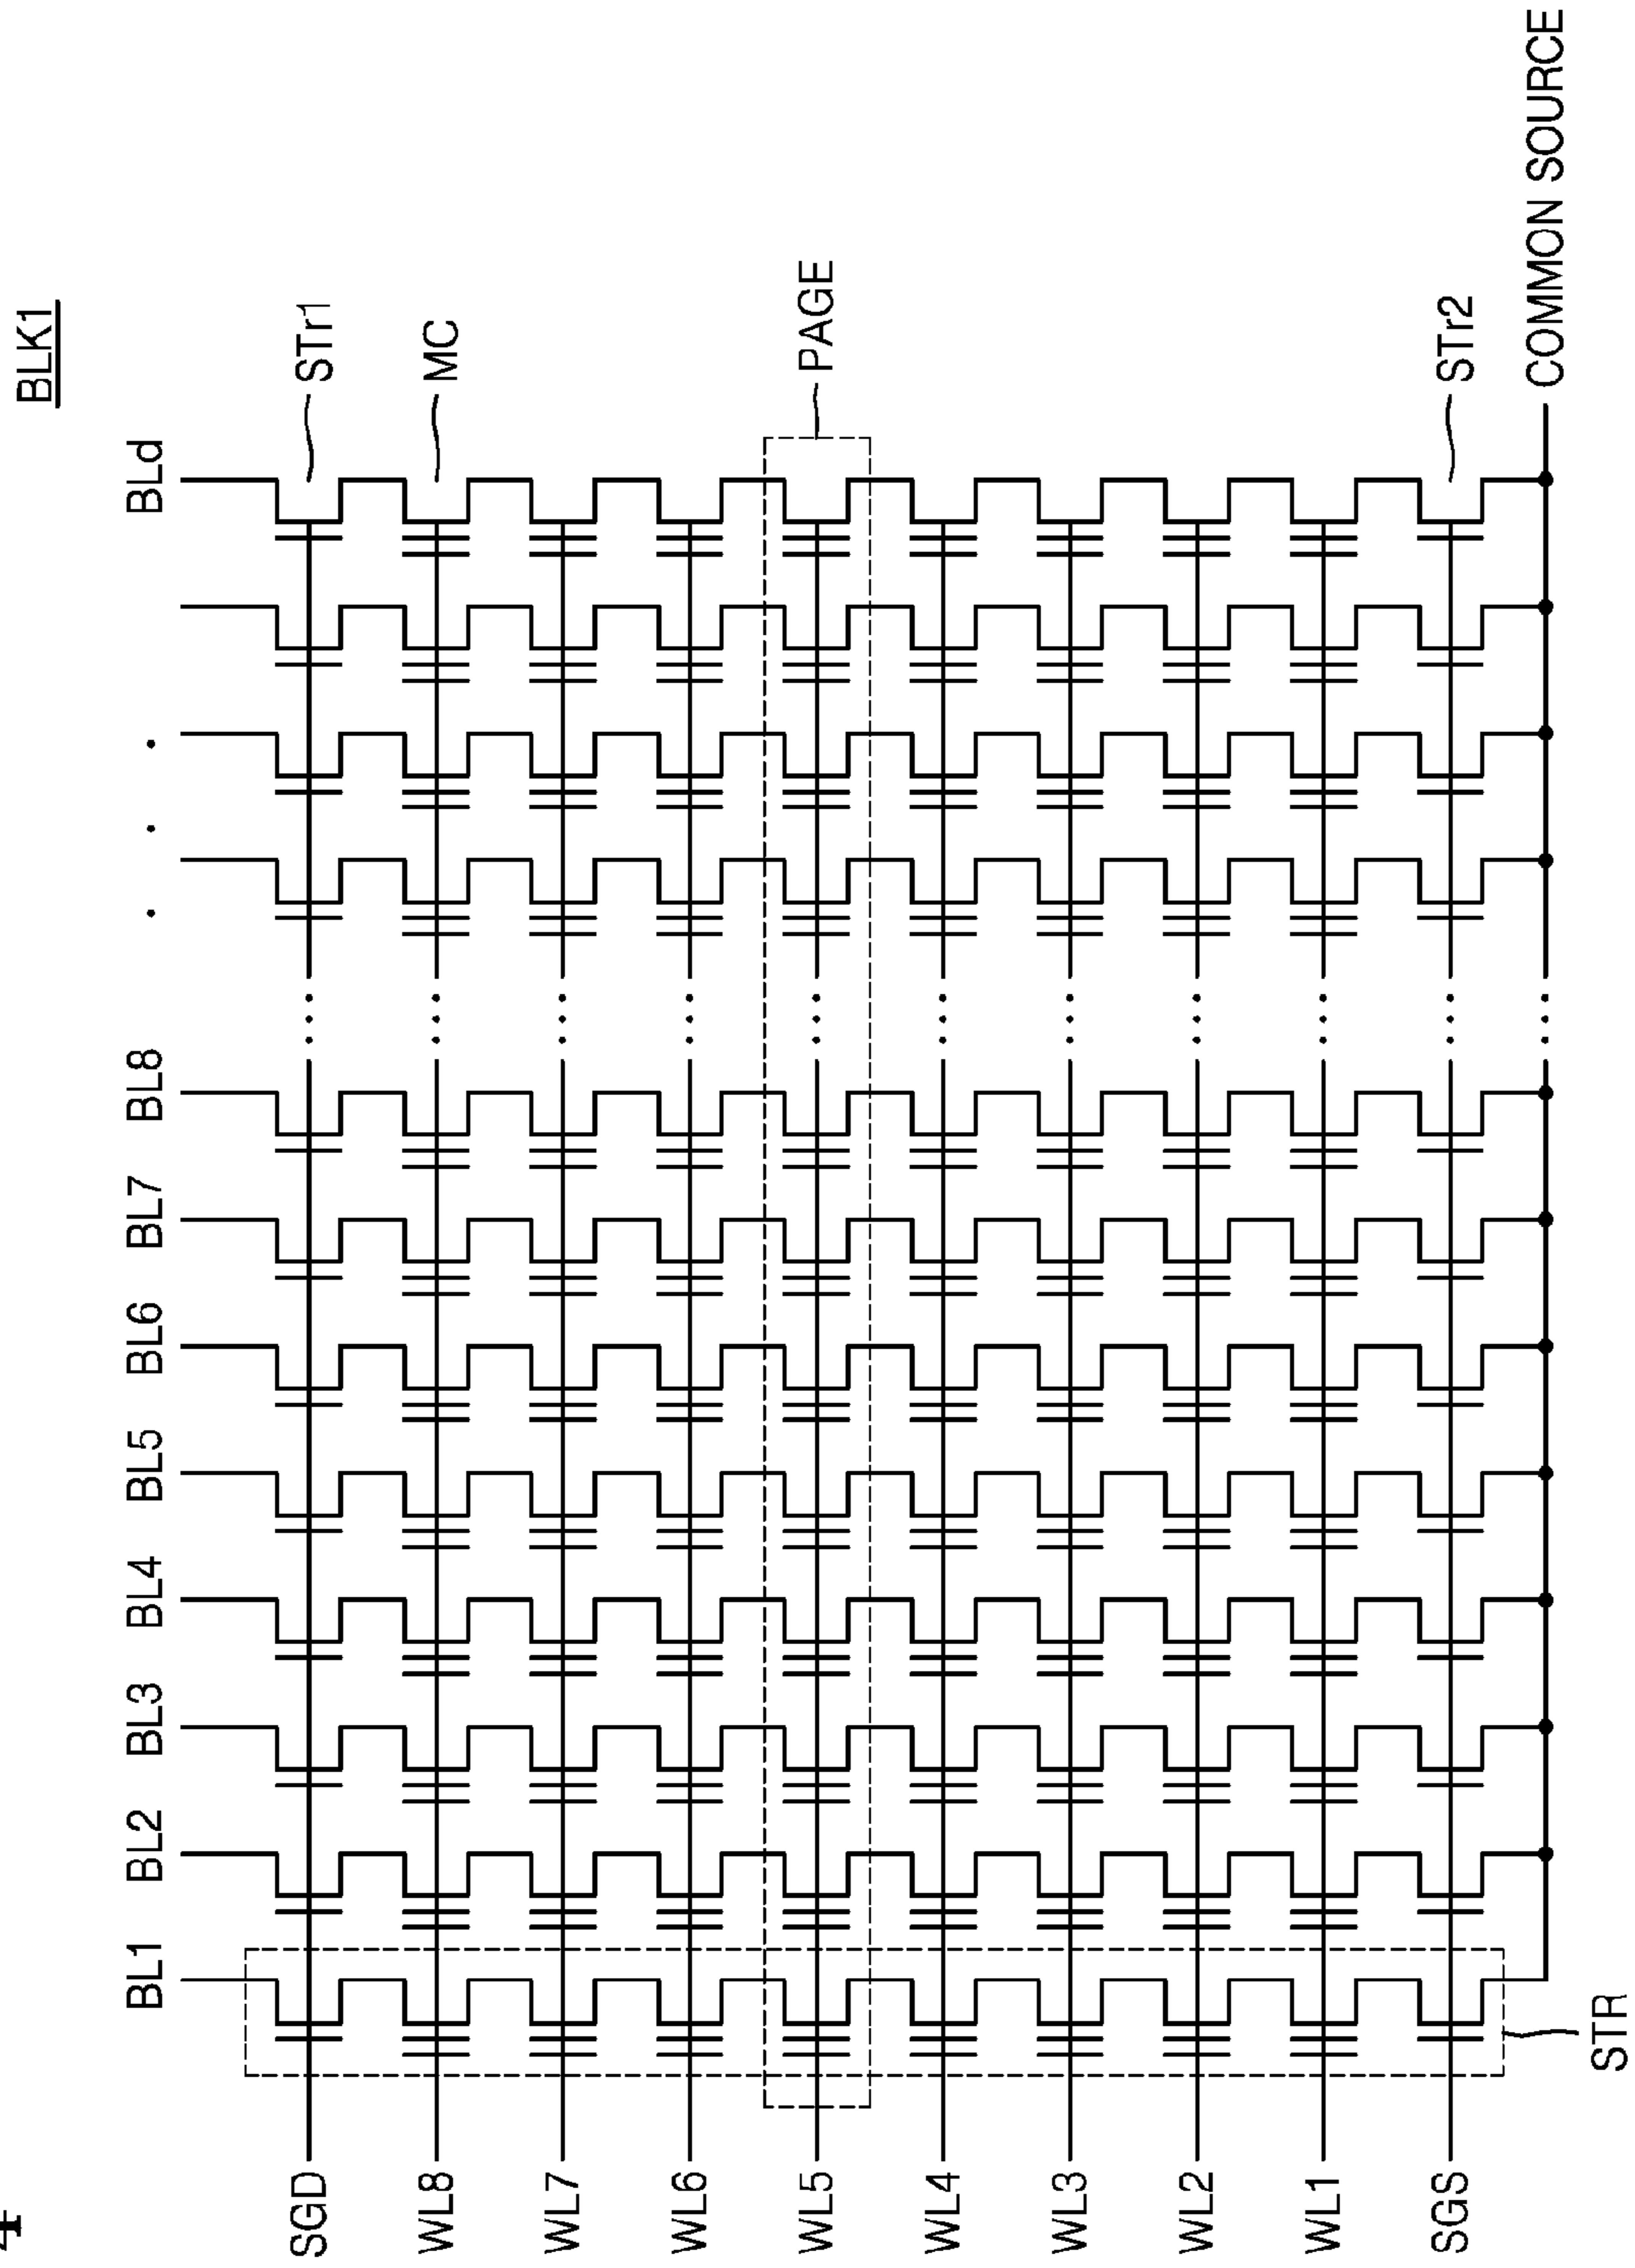 4
BLK1
BL1 BL2 BL3 BL4 BL5 BL6 BL7 BL8 . . . BLd
SGD
STr1
WL8
MC
WL7
WL6
WL5
PAGE
WL4
WL3
WL2
WL1
SGS
STr2
COMMON SOURCE
STR